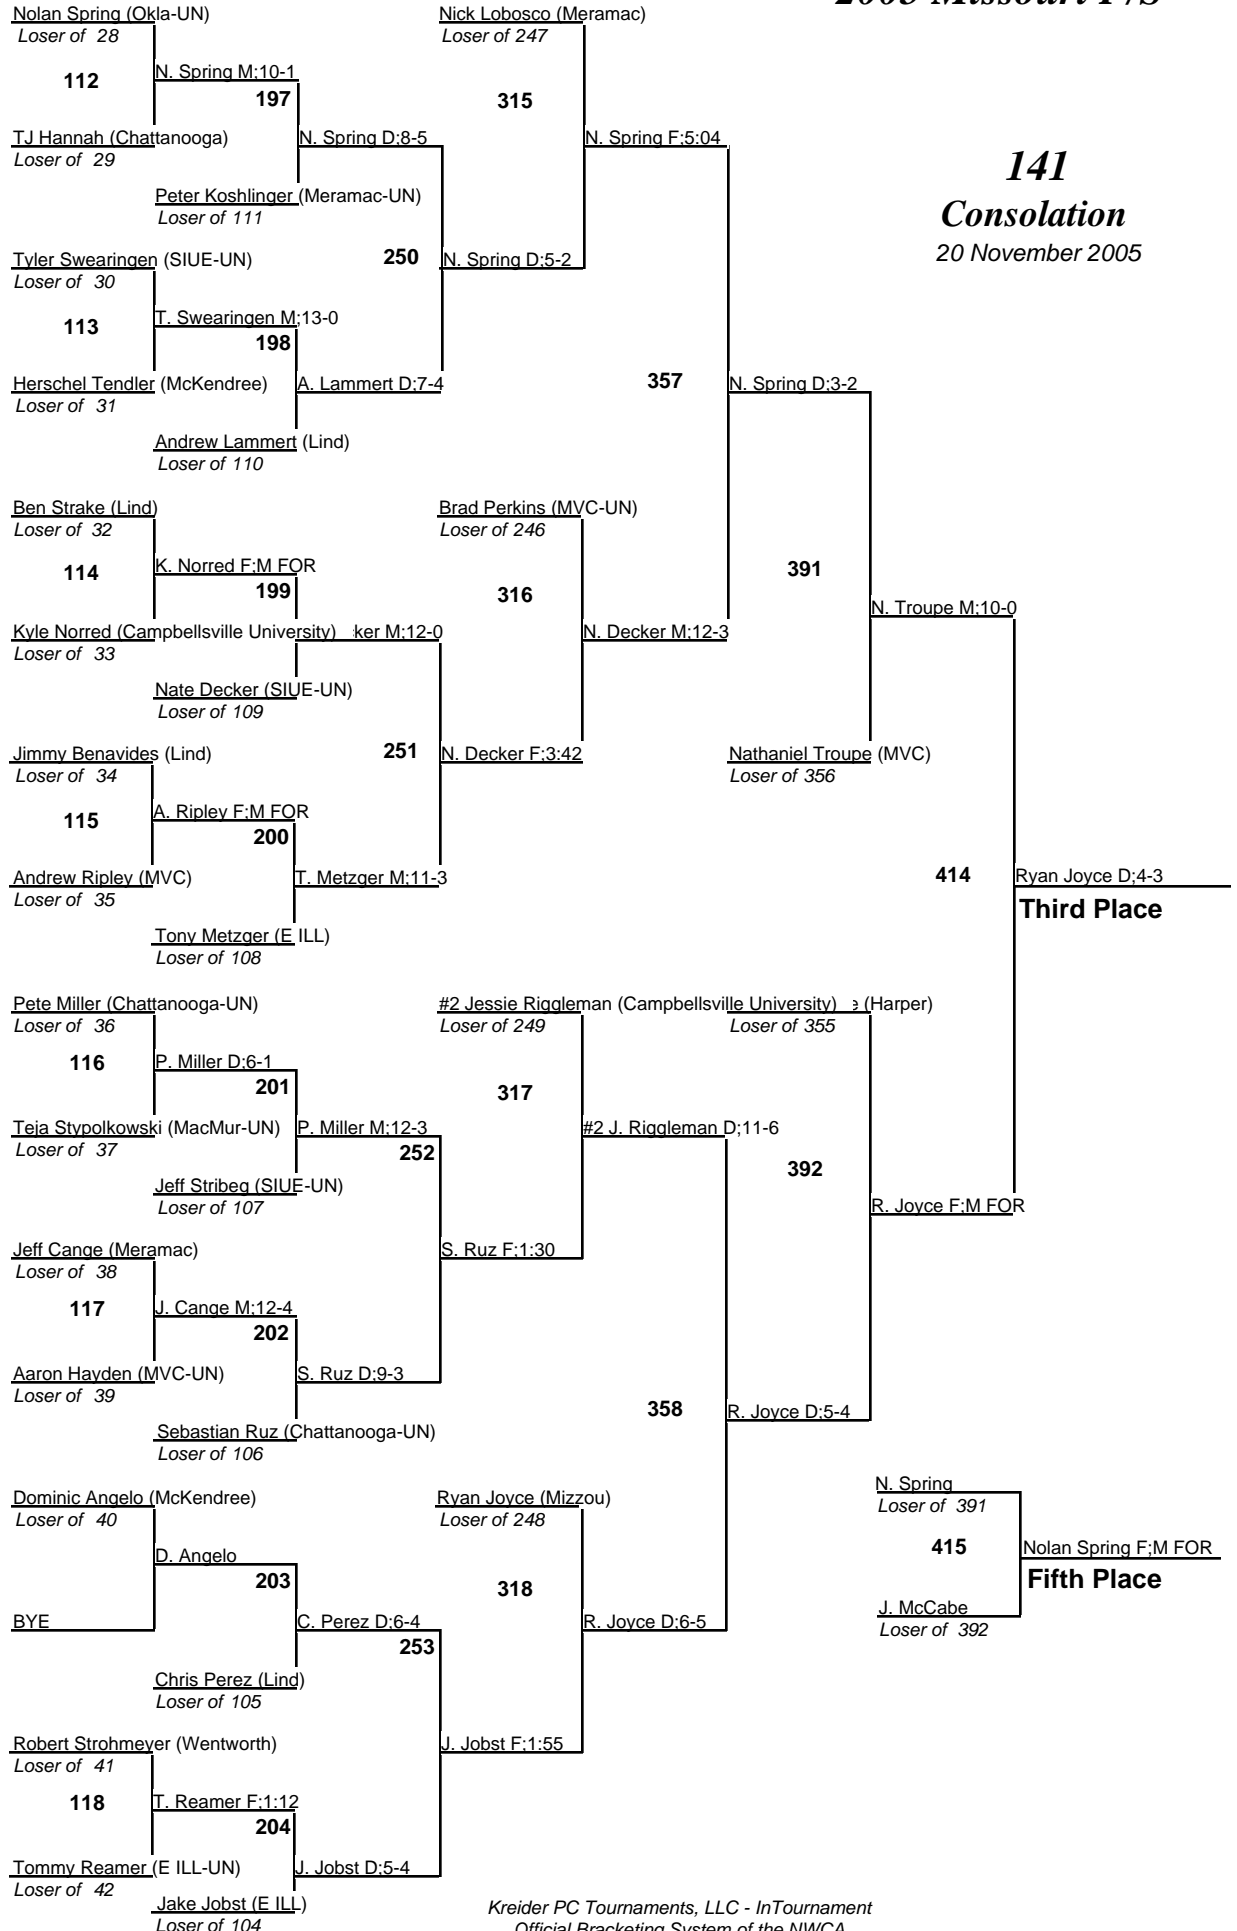 2005 Missouri F/S
141
Consolation
20 November 2005
Nolan Spring (Okla-UN)
Loser of 28
112
N. Spring M;10-1
197
TJ Hannah (Chattanooga)
Loser of 29
N. Spring D;8-5
Peter Koshlinger (Meramac-UN)
Loser of 111
Tyler Swearingen (SIUE-UN)
Loser of 30
250
N. Spring D;5-2
113
T. Swearingen M;13-0
198
Herschel Tendler (McKendree)
Loser of 31
A. Lammert D;7-4
Andrew Lammert (Lind)
Loser of 110
Nick Lobosco (Meramac)
Loser of 247
315
N. Spring F;5:04
357
N. Spring D;3-2
Ben Strake (Lind)
Loser of 32
114
K. Norred F;M FOR
199
Kyle Norred (Campbellsville University)
Loser of 33
ker M;12-0
Nate Decker (SIUE-UN)
Loser of 109
Jimmy Benavides (Lind)
Loser of 34
251
N. Decker F;3:42
115
A. Ripley F;M FOR
200
Andrew Ripley (MVC)
Loser of 35
T. Metzger M;11-3
Tony Metzger (E ILL)
Loser of 108
Brad Perkins (MVC-UN)
Loser of 246
316
N. Decker M;12-3
391
N. Troupe M;10-0
Nathaniel Troupe (MVC)
Loser of 356
414
Ryan Joyce D;4-3
Third Place
Pete Miller (Chattanooga-UN)
Loser of 36
116
P. Miller D;6-1
201
Teja Stypolkowski (MacMur-UN)
Loser of 37
P. Miller M;12-3
252
Jeff Stribeg (SIUE-UN)
Loser of 107
Jeff Cange (Meramac)
Loser of 38
S. Ruz F;1:30
117
J. Cange M;12-4
202
Aaron Hayden (MVC-UN)
Loser of 39
S. Ruz D;9-3
Sebastian Ruz (Chattanooga-UN)
Loser of 106
#2 Jessie Riggleman (Campbellsville University)
Loser of 249
(Harper)
Loser of 355
317
#2 J. Riggleman D;11-6
392
R. Joyce F;M FOR
358
R. Joyce D;5-4
Dominic Angelo (McKendree)
Loser of 40
D. Angelo
203
BYE
C. Perez D;6-4
253
Chris Perez (Lind)
Loser of 105
Robert Strohmeyer (Wentworth)
Loser of 41
J. Jobst F;1:55
118
T. Reamer F;1:12
204
Tommy Reamer (E ILL-UN)
Loser of 42
J. Jobst D;5-4
Jake Jobst (E ILL)
Loser of 104
Ryan Joyce (Mizzou)
Loser of 248
318
R. Joyce D;6-5
N. Spring
Loser of 391
415
Nolan Spring F;M FOR
Fifth Place
J. McCabe
Loser of 392
Kreider PC Tournaments, LLC - InTournament
Official Bracketing System of the NWCA